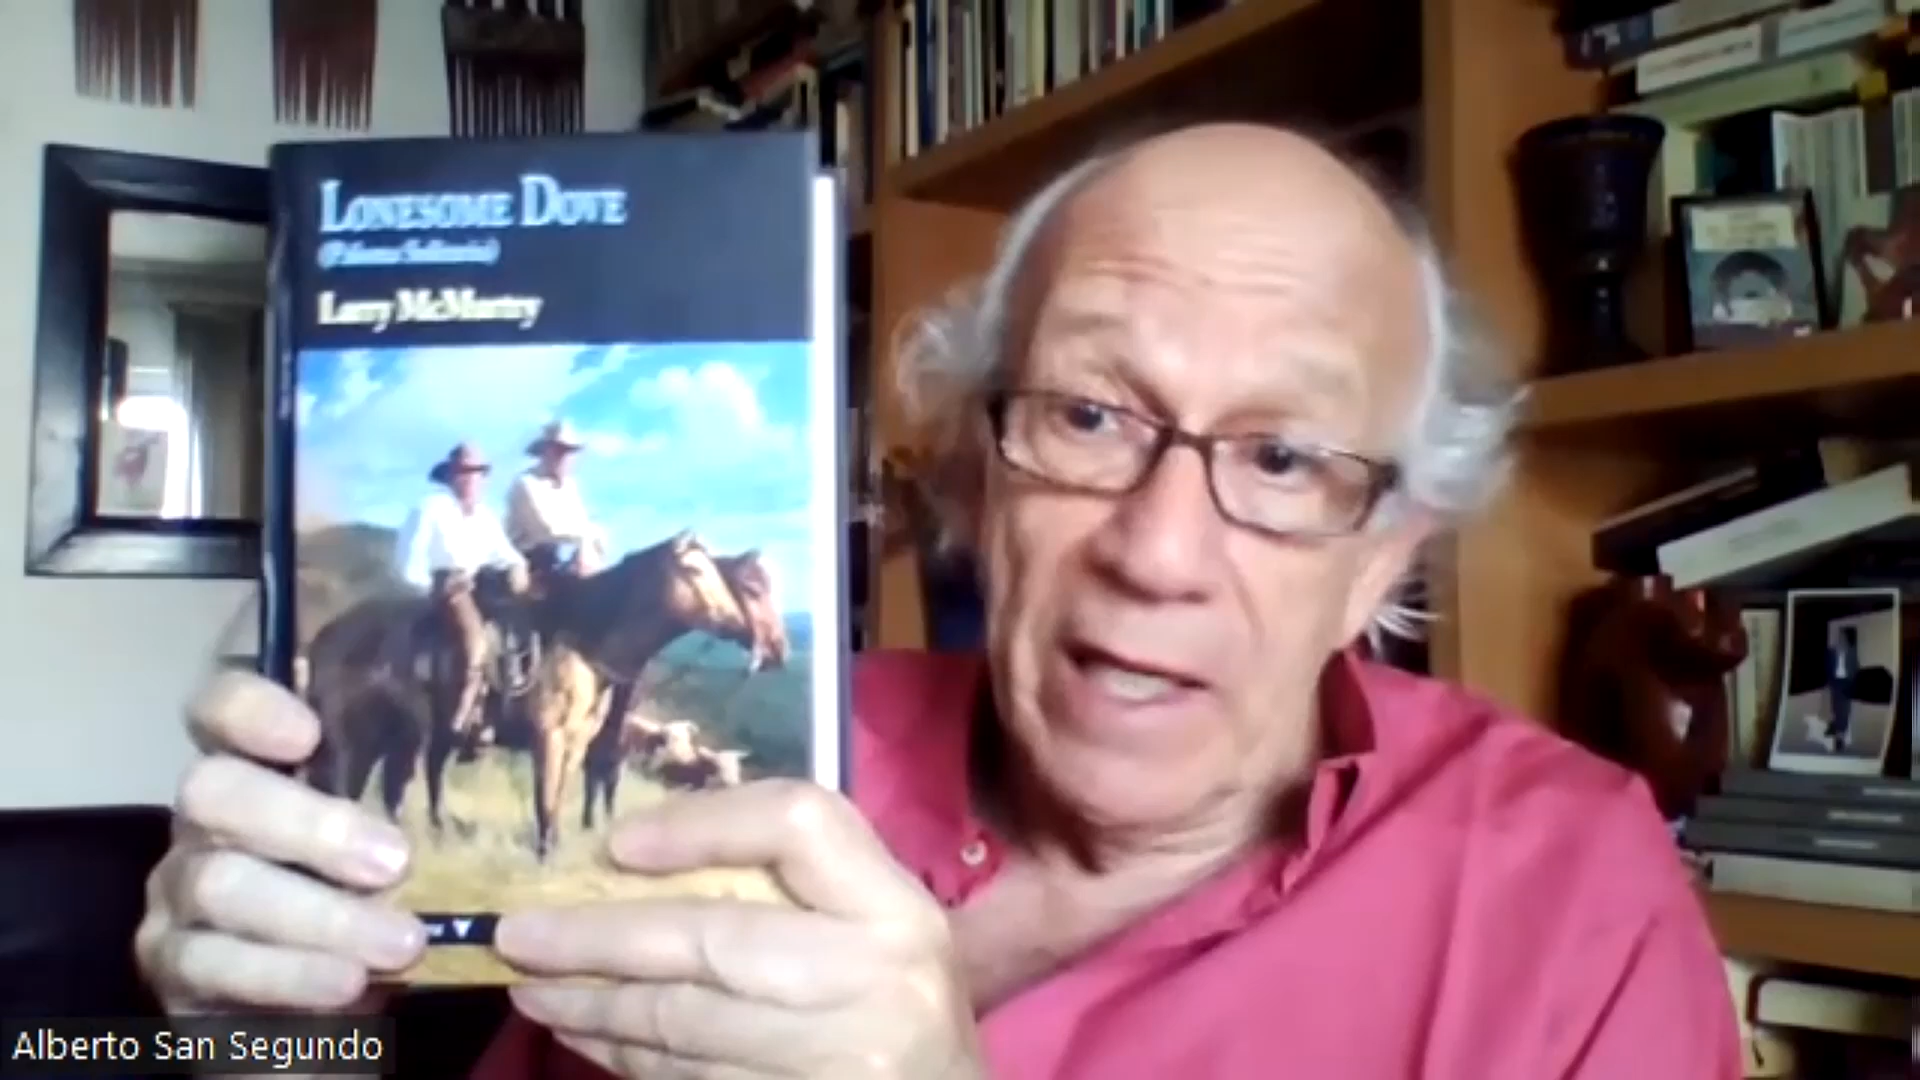 LONESOME DOVE
(Paloma Solitaria)
Larry McMurtry
Alberto San Segundo